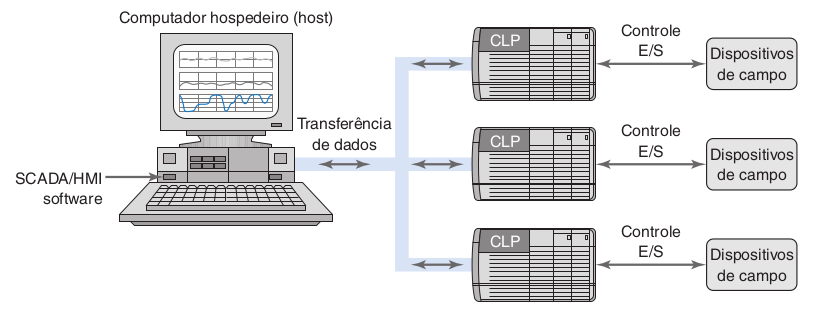 Computador hospedeiro (host)
SCADA/HMI
software
Transferência
de dados
CLP
Controle
E/S
Dispositivos
de campo
CLP
Controle
E/S
Dispositivos
de campo
CLP
Controle
E/S
Dispositivos
de campo